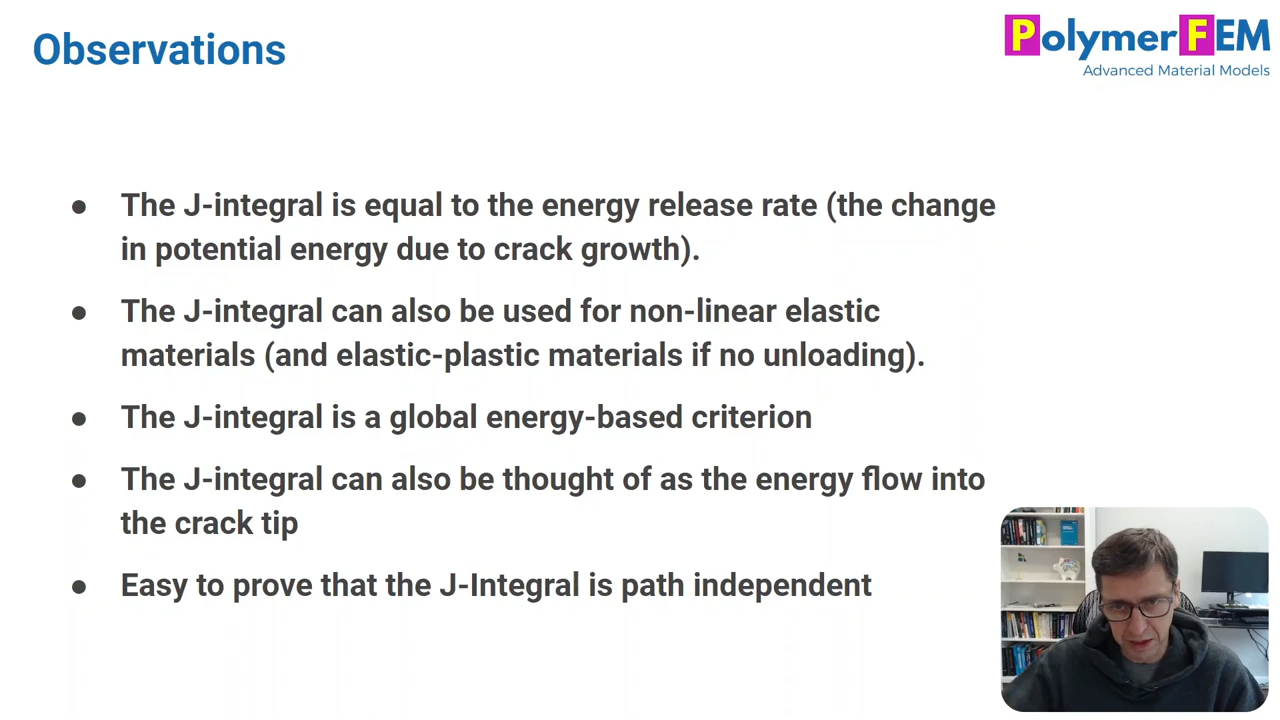 Observations
PolymerFEM
Advanced Material Models
● The J-integral is equal to the energy release rate (the change
in potential energy due to crack growth).
● The J-integral can also be used for non-linear elastic
materials (and elastic-plastic materials if no unloading).
● The J-integral is a global energy-based criterion
● The J-integral can also be thought of as the energy flow into
the crack tip
● Easy to prove that the J-Integral is path independent